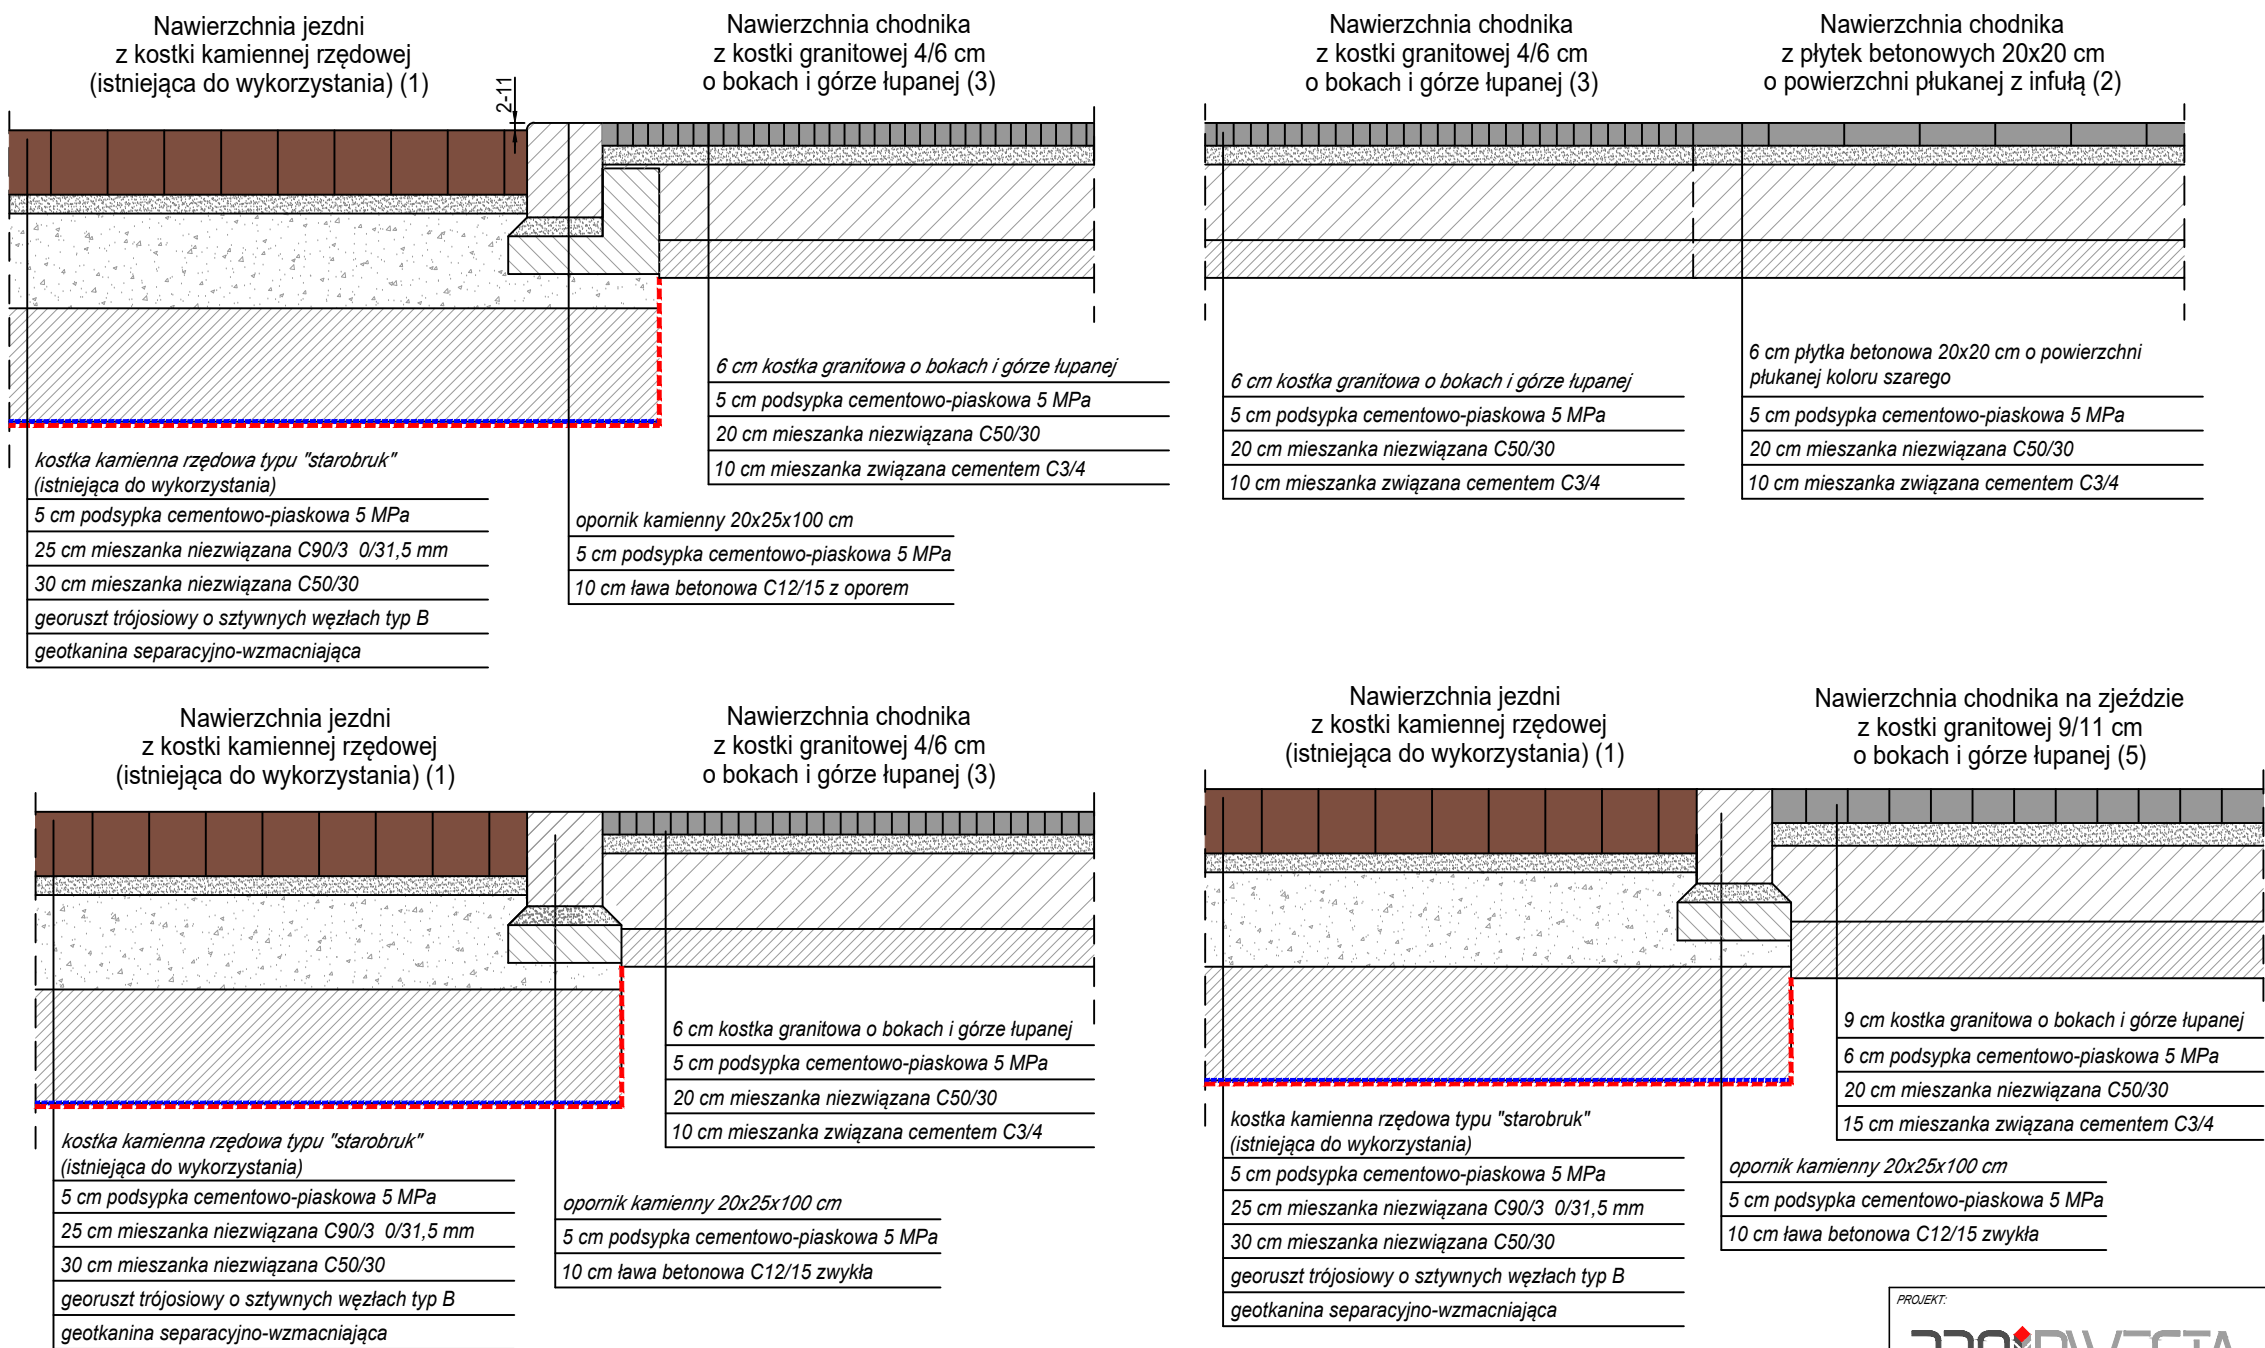 Nawierzchnia jezdni
z kostki kamiennej rzędowej
(istniejąca do wykorzystania) (1)
Nawierzchnia chodnika
z kostki granitowej 4/6 cm
o bokach i górze łupanej (3)
2-11
6 cm kostka granitowa o bokach i górze łupanej
5 cm podsypka cementowo-piaskowa 5 MPa
20 cm mieszanka niezwiązana C50/30
10 cm mieszanka związana cementem C3/4
kostka kamienna rzędowa typu "starobruk"
(istniejąca do wykorzystania)
5 cm podsypka cementowo-piaskowa 5 MPa
25 cm mieszanka niezwiązana C90/3 0/31,5 mm
30 cm mieszanka niezwiązana C50/30
georuszt trójosiowy o sztywnych węzłach typ B
geotkanina separacyjno-wzmacniająca
opornik kamienny 20x25x100 cm
5 cm podsypka cementowo-piaskowa 5 MPa
10 cm ława betonowa C12/15 z oporem
Nawierzchnia chodnika
z kostki granitowej 4/6 cm
o bokach i górze łupanej (3)
Nawierzchnia chodnika
z płytek betonowych 20x20 cm
o powierzchni płukanej z infułą (2)
6 cm kostka granitowa o bokach i górze łupanej
5 cm podsypka cementowo-piaskowa 5 MPa
20 cm mieszanka niezwiązana C50/30
10 cm mieszanka związana cementem C3/4
6 cm płytka betonowa 20x20 cm o powierzchni
płukanej koloru szarego
5 cm podsypka cementowo-piaskowa 5 MPa
20 cm mieszanka niezwiązana C50/30
10 cm mieszanka związana cementem C3/4
Nawierzchnia jezdni
z kostki kamiennej rzędowej
(istniejąca do wykorzystania) (1)
Nawierzchnia chodnika
z kostki granitowej 4/6 cm
o bokach i górze łupanej (3)
6 cm kostka granitowa o bokach i górze łupanej
5 cm podsypka cementowo-piaskowa 5 MPa
20 cm mieszanka niezwiązana C50/30
10 cm mieszanka związana cementem C3/4
kostka kamienna rzędowa typu "starobruk"
(istniejąca do wykorzystania)
5 cm podsypka cementowo-piaskowa 5 MPa
25 cm mieszanka niezwiązana C90/3 0/31,5 mm
30 cm mieszanka niezwiązana C50/30
georuszt trójosiowy o sztywnych węzłach typ B
geotkanina separacyjno-wzmacniająca
opornik kamienny 20x25x100 cm
5 cm podsypka cementowo-piaskowa 5 MPa
10 cm ława betonowa C12/15 zwykła
Nawierzchnia jezdni
z kostki kamiennej rzędowej
(istniejąca do wykorzystania) (1)
Nawierzchnia chodnika na zjeździe
z kostki granitowej 9/11 cm
o bokach i górze łupanej (5)
9 cm kostka granitowa o bokach i górze łupanej
6 cm podsypka cementowo-piaskowa 5 MPa
20 cm mieszanka niezwiązana C50/30
15 cm mieszanka związana cementem C3/4
kostka kamienna rzędowa typu "starobruk"
(istniejąca do wykorzystania)
5 cm podsypka cementowo-piaskowa 5 MPa
25 cm mieszanka niezwiązana C90/3 0/31,5 mm
30 cm mieszanka niezwiązana C50/30
georuszt trójosiowy o sztywnych węzłach typ B
geotkanina separacyjno-wzmacniająca
opornik kamienny 20x25x100 cm
5 cm podsypka cementowo-piaskowa 5 MPa
10 cm ława betonowa C12/15 zwykła
PROJEKT: